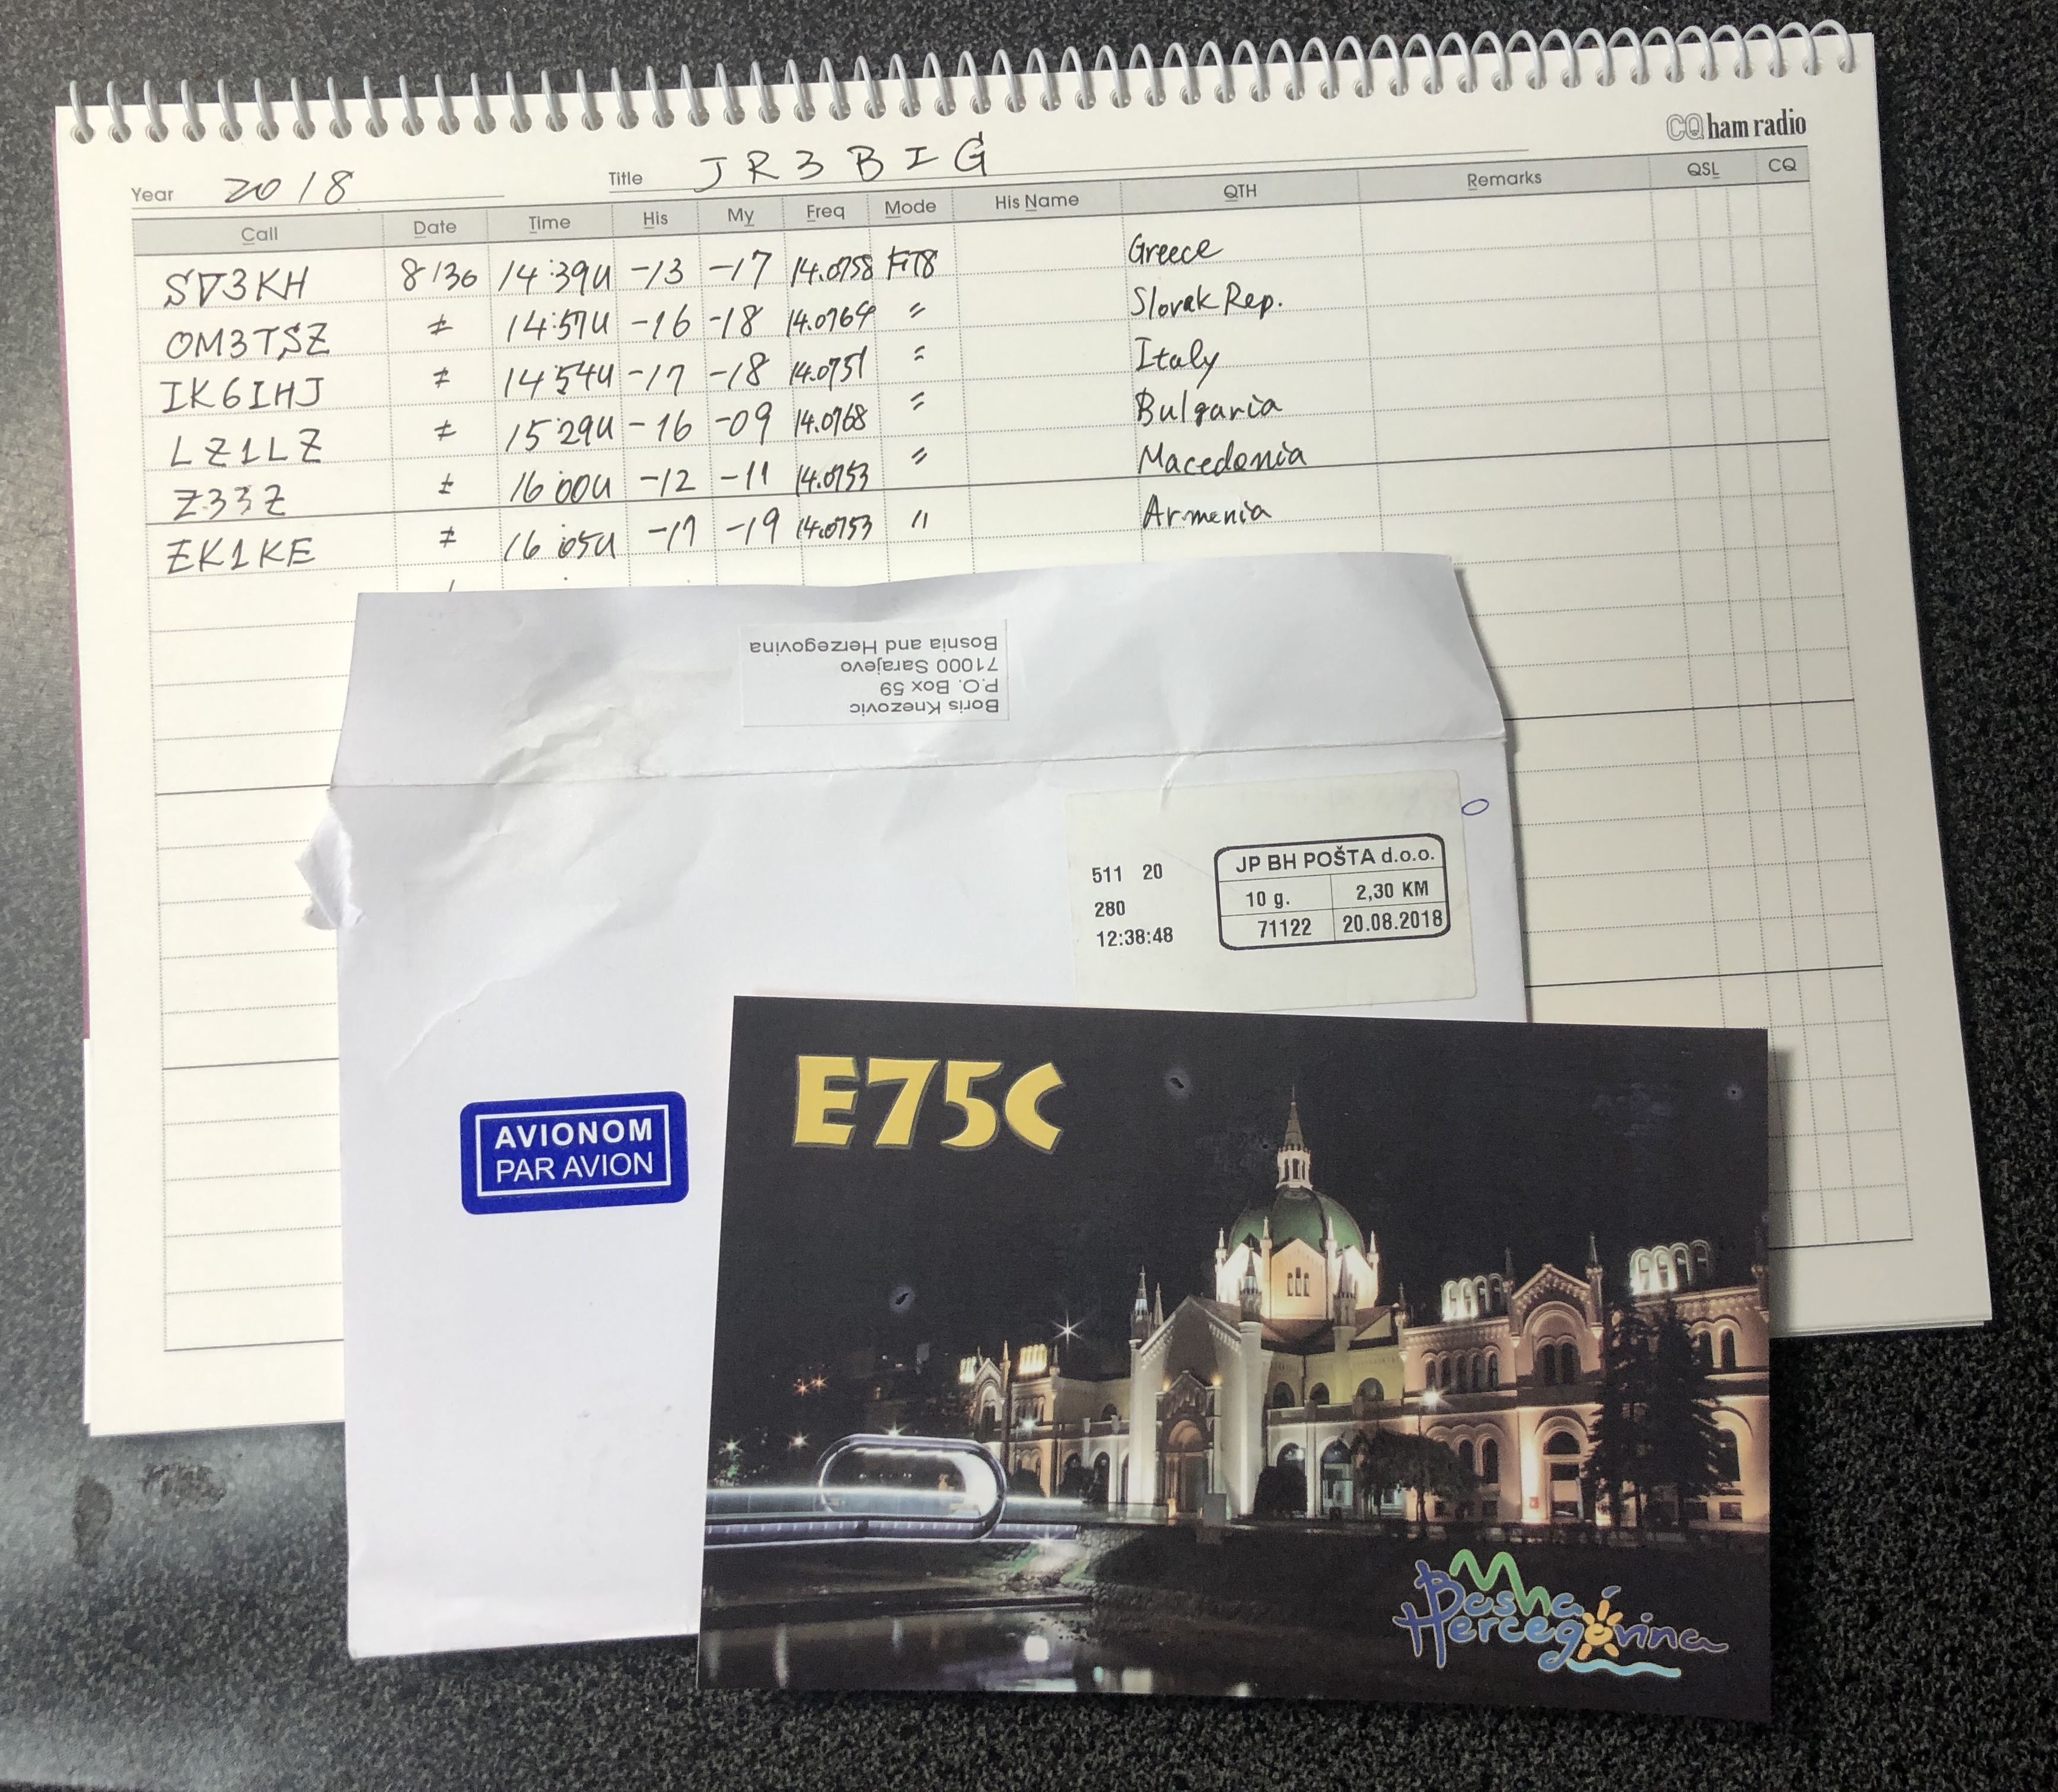 CQ ham radio
Year 2018 Title JR3BIG
Call Date Time His My Freq Mode His Name QTH Remarks QSL CQ
SV3KH 8/30 14:39U -13 -17 14.0758 FT8 Greece
OM3TSZ 〃 14:57U -16 -18 14.0764 〃 Slovak Rep.
IK6IHJ 〃 14:54U -17 -18 14.0751 〃 Italy
LZ1LZ 〃 15:29U -16 -09 14.0768 〃 Bulgaria
Z33Z 〃 16:00U -12 -11 14.0753 〃 Macedonia
EK1KE 〃 16:05U -17 -19 14.0753 〃 Armenia
Boris Knezovic
P.O. Box 59
71000 Sarajevo
Bosnia and Herzegovina
511 20
280
12:38:48
JP BH POŠTA d.o.o.
10 g. 2,30 KM
71122 20.08.2018
AVIONOM
PAR AVION
E75C
Bosna
Hercegovina